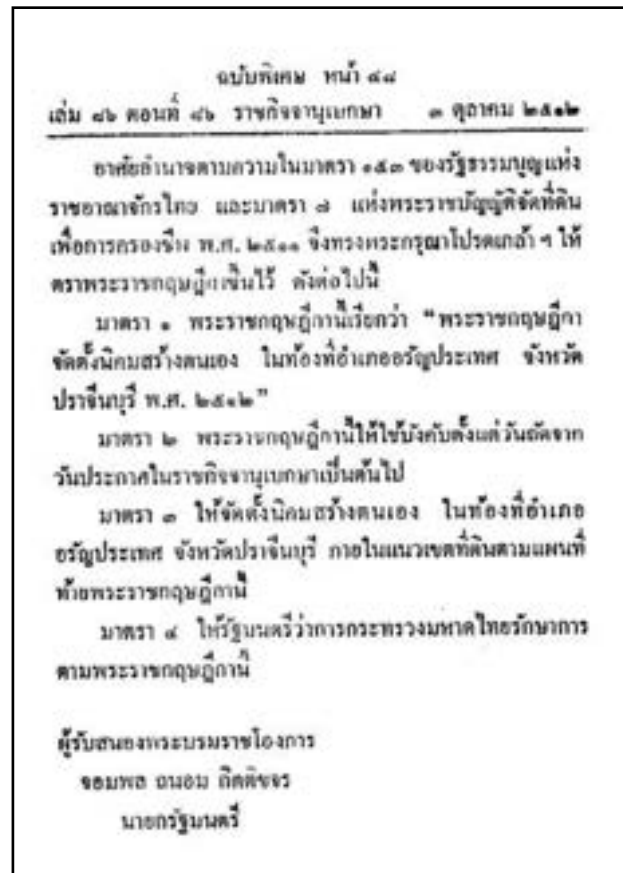 ฉบับพิเศษ หน้า ๔๘
เล่ม ๘๖ ตอนที่ ๘๖ ราชกิจจานุเบกษา ๓ ตุลาคม ๒๕๑๒
อาศัยอำนาจตามความในมาตรา ๑๕๓ ของรัฐธรรมนูญแห่ง
ราชอาณาจักรไทย และมาตรา ๘ แห่งพระราชบัญญัติจัดที่ดิน
เพื่อการครองชีพ พ.ศ. ๒๕๑๑ จึงทรงพระกรุณาโปรดเกล้า ฯ ให้
ตราพระราชกฤษฎีกาขึ้นไว้ ดังต่อไปนี้
มาตรา ๑ พระราชกฤษฎีกานี้เรียกว่า “พระราชกฤษฎีกา
จัดตั้งนิคมสร้างตนเอง ในท้องที่อำเภออรัญประเทศ จังหวัด
ปราจีนบุรี พ.ศ. ๒๕๑๒”
มาตรา ๒ พระราชกฤษฎีกานี้ให้ใช้บังคับตั้งแต่วันถัดจาก
วันประกาศในราชกิจจานุเบกษาเป็นต้นไป
มาตรา ๓ ให้จัดตั้งนิคมสร้างตนเอง ในท้องที่อำเภอ
อรัญประเทศ จังหวัดปราจีนบุรี ภายในแนวเขตที่ดินตามแผนที่
ท้ายพระราชกฤษฎีกานี้
มาตรา ๔ ให้รัฐมนตรีว่าการกระทรวงมหาดไทยรักษาการ
ตามพระราชกฤษฎีกานี้
ผู้รับสนองพระบรมราชโองการ
จอมพล ถนอม กิตติขจร
นายกรัฐมนตรี